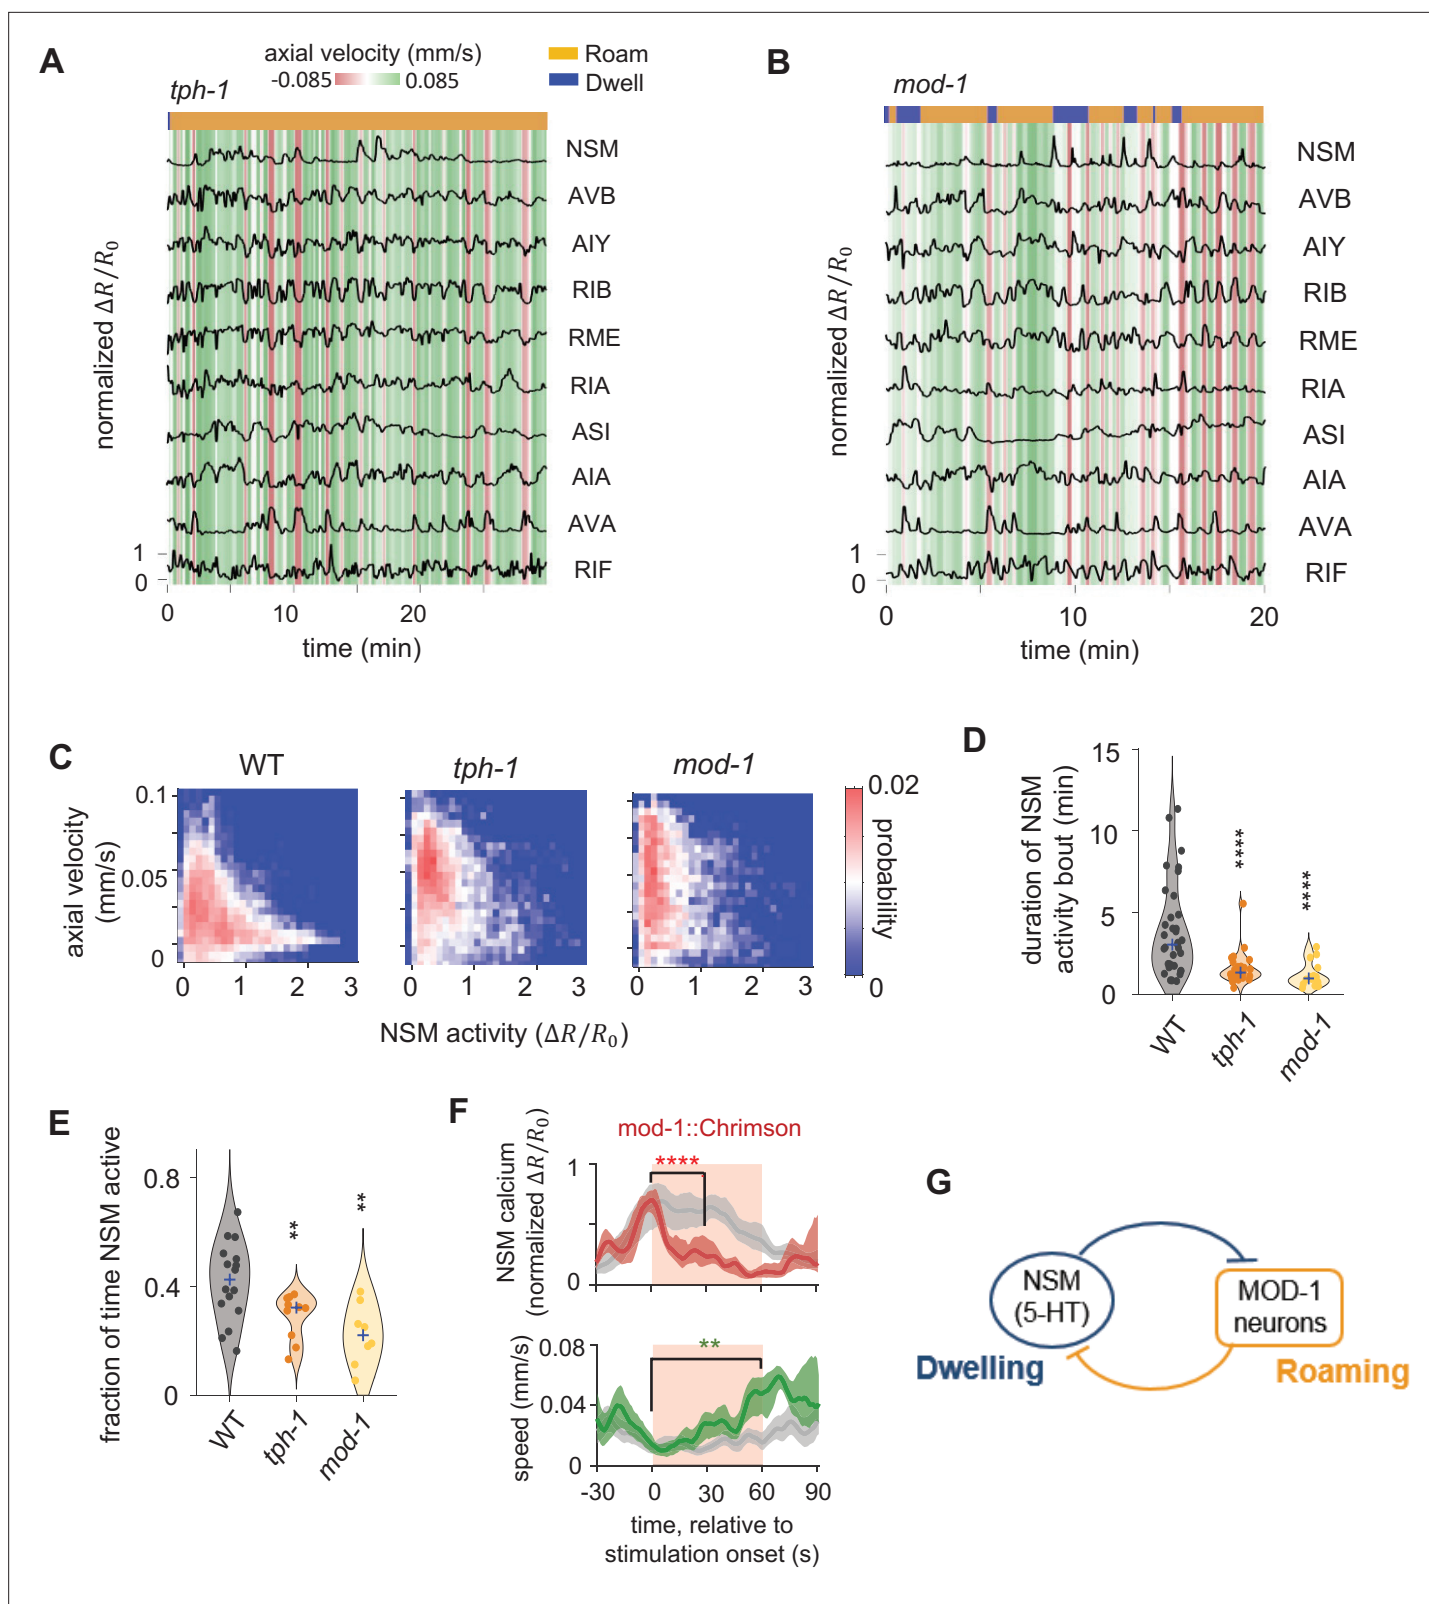 A
axial velocity (mm/s)
-0.085 0.085
Roam
Dwell
tph-1
NSM
AVB
AIY
RIB
RME
RIA
ASI
AIA
AVA
RIF
normalized ΔR/R0
1
0
0 10 20
time (min)
B
mod-1
NSM
AVB
AIY
RIB
RME
RIA
ASI
AIA
AVA
RIF
normalized ΔR/R0
1
0
0 10 20
time (min)
C
WT tph-1 mod-1
axial velocity
(mm/s)
0.1
0.05
0
0 1 2 3
0 1 2 3
0 1 2 3
NSM activity (ΔR/R0)
0.02
probability
0
D
duration of NSM
activity bout (min)
15
10
5
0
****
****
WT tph-1 mod-1
E
fraction of time NSM active
0.8
0.4
0
**
**
WT tph-1 mod-1
F
mod-1::Chrimson
NSM calcium
(normalized ΔR/R0)
1
0
****
speed (mm/s)
0.08
0.04
0
**
-30 0 30 60 90
time, relative to
stimulation onset (s)
G
NSM
(5-HT)
MOD-1
neurons
Dwelling
Roaming